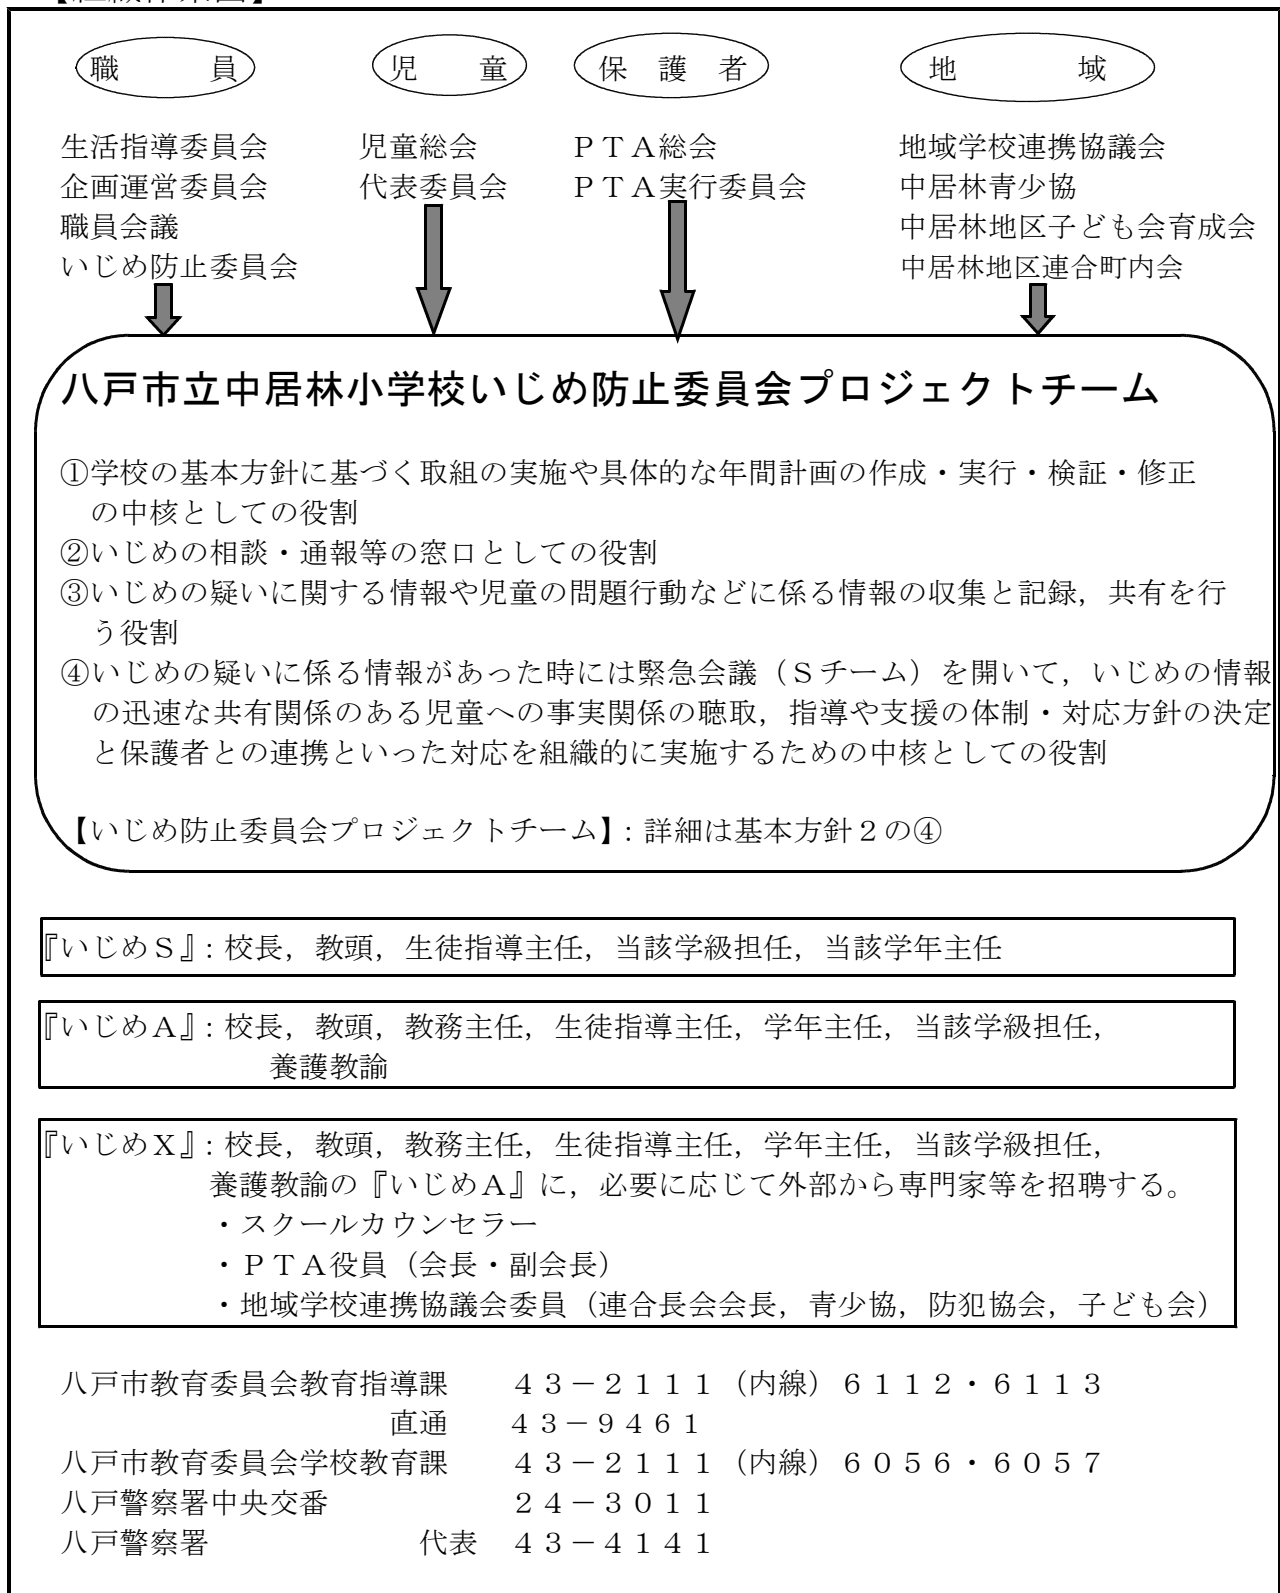 【組織体系図】
職　員　児　童　保　護　者　地　域
生活指導委員会　児童総会　ＰＴＡ総会　地域学校連携協議会
企画運営委員会　代表委員会　ＰＴＡ実行委員会　中居林青少協
職員会議　中居林地区子ども会育成会
いじめ防止委員会　中居林地区連合町内会
八戸市立中居林小学校いじめ防止委員会プロジェクトチーム
①学校の基本方針に基づく取組の実施や具体的な年間計画の作成・実行・検証・修正
の中核としての役割
②いじめの相談・通報等の窓口としての役割
③いじめの疑いに関する情報や児童の問題行動などに係る情報の収集と記録，共有を行
う役割
④いじめの疑いに係る情報があった時には緊急会議（Ｓチーム）を開いて，いじめの情報
の迅速な共有関係のある児童への事実関係の聴取，指導や支援の体制・対応方針の決定
と保護者との連携といった対応を組織的に実施するための中核としての役割
【いじめ防止委員会プロジェクトチーム】：詳細は基本方針２の④
『いじめＳ』：校長，教頭，生徒指導主任，当該学級担任，当該学年主任
『いじめＡ』：校長，教頭，教務主任，生徒指導主任，学年主任，当該学級担任，
養護教諭
『いじめＸ』：校長，教頭，教務主任，生徒指導主任，学年主任，当該学級担任，
養護教諭の『いじめＡ』に，必要に応じて外部から専門家等を招聘する。
・スクールカウンセラー
・ＰＴＡ役員（会長・副会長）
・地域学校連携協議会委員（連合長会会長，青少協，防犯協会，子ども会）
八戸市教育委員会教育指導課　４３－２１１１（内線）６１１２・６１１３
直通　４３－９４６１
八戸市教育委員会学校教育課　４３－２１１１（内線）６０５６・６０５７
八戸警察署中央交番　２４－３０１１
八戸警察署　代表　４３－４１４１